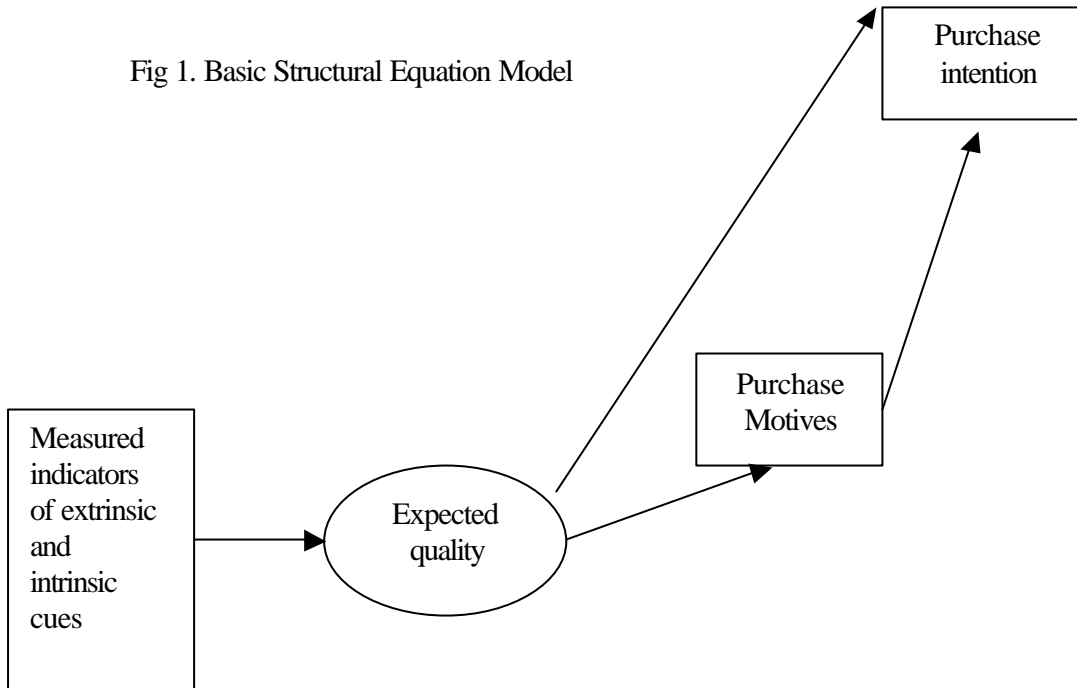 Purchase
intention
Fig 1. Basic Structural Equation Model
Purchase
Motives
Measured
indicators
of extrinsic
and
intrinsic
cues
Expected
quality